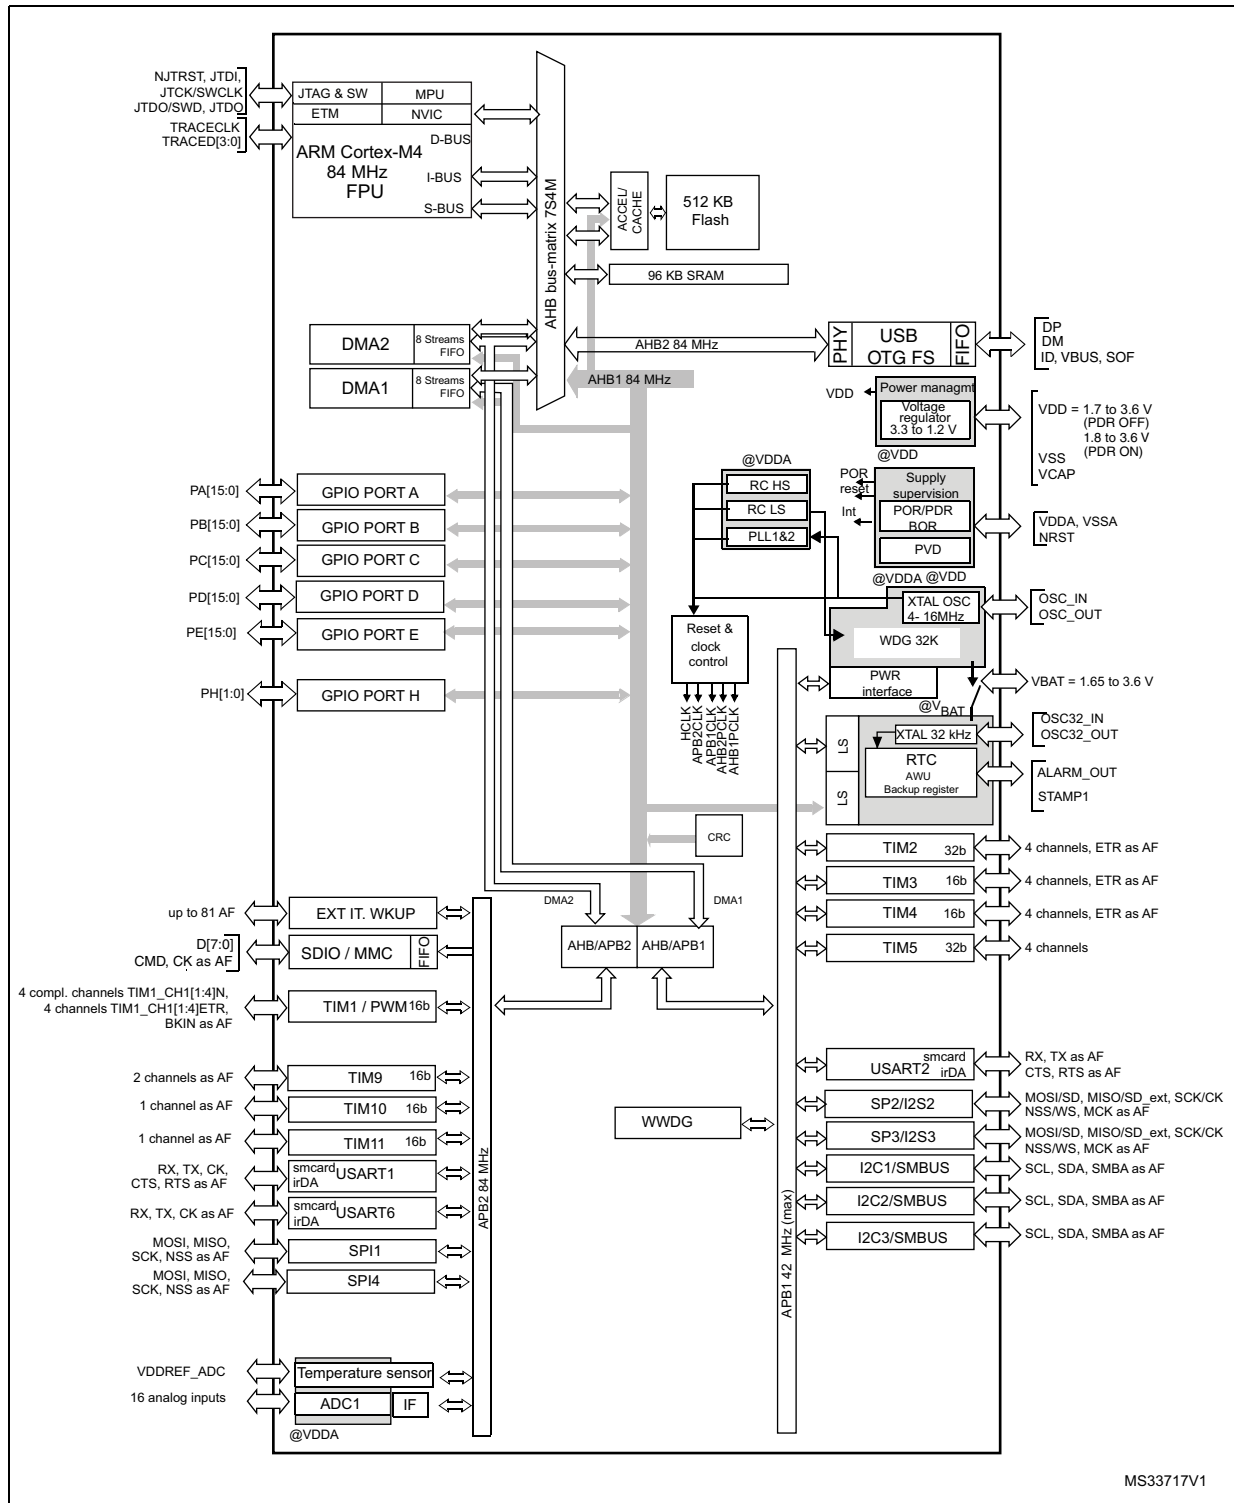 NJTRST, JTDI,
JTCK/SWCLK
JTDO/SWD, JTDO
TRACECLK
TRACED[3:0]
JTAG & SW
MPU
ETM
NVIC
D-BUS
ARM Cortex-M4
84 MHz
FPU
I-BUS
S-BUS
AHB bus-matrix 7S4M
ACCEL/
CACHE
512 KB
Flash
96 KB SRAM
DMA2
8 Streams
FIFO
DMA1
8 Streams
FIFO
AHB2 84 MHz
AHB1 84 MHz
PHY
USB
OTG FS
FIFO
DP
DM
ID, VBUS, SOF
VDD
Power managmt
Voltage
regulator
3.3 to 1.2 V
@VDD
VDD = 1.7 to 3.6 V
(PDR OFF)
1.8 to 3.6 V
(PDR ON)
VSS
VCAP
@VDDA
RC HS
RC LS
PLL1&2
POR
reset
Int
Supply
supervision
POR/PDR
BOR
PVD
VDDA, VSSA
NRST
@VDDA @VDD
XTAL OSC
4- 16MHz
WDG 32K
OSC_IN
OSC_OUT
PWR
interface
VBAT = 1.65 to 3.6 V
@VBAT
Reset &
clock
control
HCLK
APB2CLK
APB1CLK
AHB2PCLK
AHB1PCLK
LS
LS
XTAL 32 kHz
RTC
AWU
Backup register
OSC32_IN
OSC32_OUT
ALARM_OUT
STAMP1
PA[15:0]
GPIO PORT A
PB[15:0]
GPIO PORT B
PC[15:0]
GPIO PORT C
PD[15:0]
GPIO PORT D
PE[15:0]
GPIO PORT E
PH[1:0]
GPIO PORT H
CRC
DMA2
DMA1
AHB/APB2
AHB/APB1
TIM2 32b
4 channels, ETR as AF
TIM3 16b
4 channels, ETR as AF
TIM4 16b
4 channels, ETR as AF
TIM5 32b
4 channels
up to 81 AF
EXT IT. WKUP
D[7:0]
CMD, CK as AF
SDIO / MMC
FIFO
4 compl. channels TIM1_CH1[1:4]N,
4 channels TIM1_CH1[1:4]ETR,
BKIN as AF
TIM1 / PWM 16b
2 channels as AF
TIM9 16b
1 channel as AF
TIM10 16b
1 channel as AF
TIM11 16b
RX, TX, CK,
CTS, RTS as AF
smcard
irDA
USART1
RX, TX, CK as AF
smcard
irDA
USART6
MOSI, MISO,
SCK, NSS as AF
SPI1
MOSI, MISO,
SCK, NSS as AF
SPI4
VDDREF_ADC
Temperature sensor
16 analog inputs
ADC1
IF
@VDDA
APB2 84 MHz
WWDG
APB1 42 MHz (max)
USART2
smcard
irDA
RX, TX as AF
CTS, RTS as AF
SP2/I2S2
MOSI/SD, MISO/SD_ext, SCK/CK
NSS/WS, MCK as AF
SP3/I2S3
MOSI/SD, MISO/SD_ext, SCK/CK
NSS/WS, MCK as AF
I2C1/SMBUS
SCL, SDA, SMBA as AF
I2C2/SMBUS
SCL, SDA, SMBA as AF
I2C3/SMBUS
SCL, SDA, SMBA as AF
MS33717V1